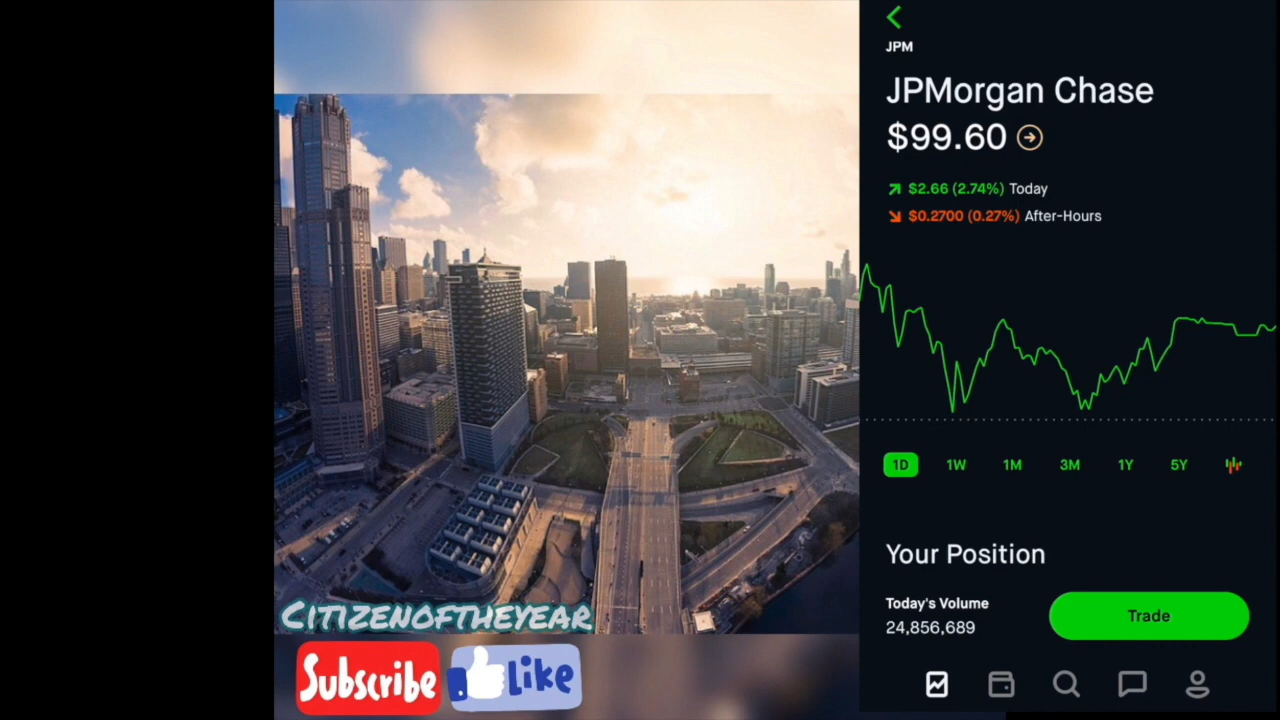 JPM
JPMorgan Chase
$99.60
$2.66 (2.74%) Today
$0.2700 (0.27%) After-Hours
1D 1W 1M 3M 1Y 5Y
Your Position
Today's Volume
24,856,689
Trade
Citizenoftheyear
Subscribe Like